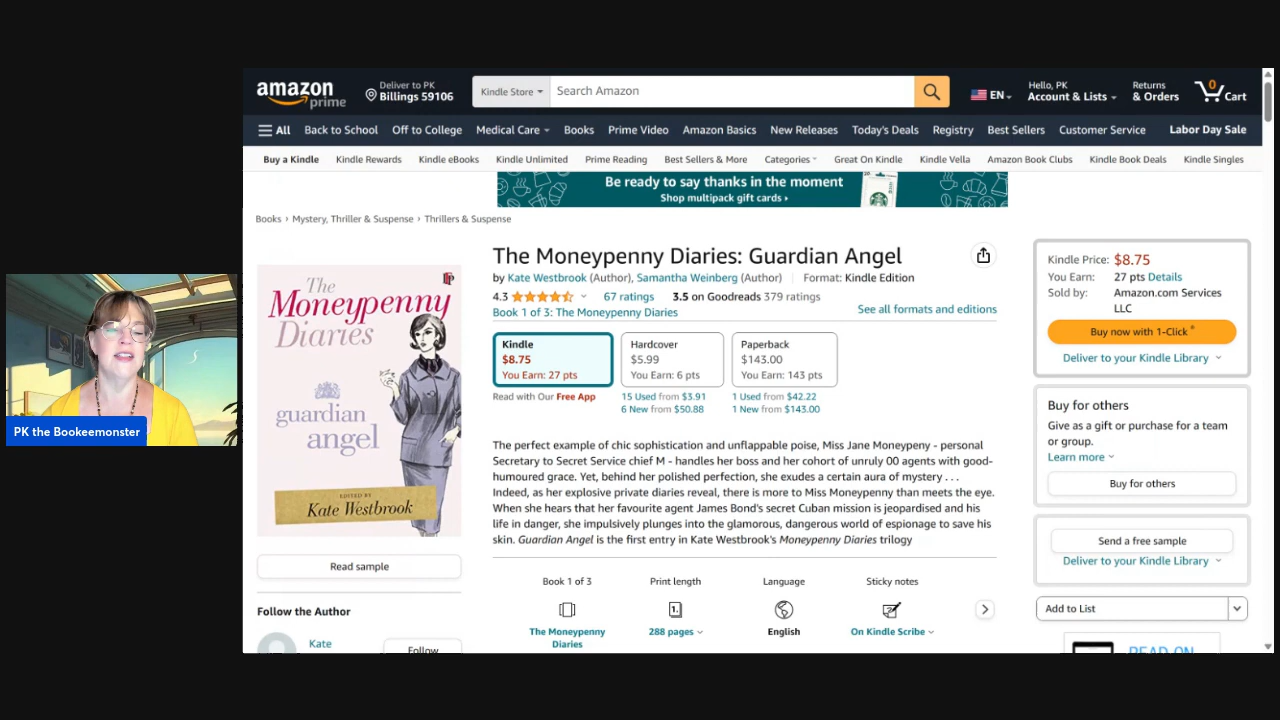 amazon
prime
Deliver to PK
Billings 59106
Kindle Store
Search Amazon
EN
Hello, PK
Account & Lists
Returns
& Orders
0
Cart
All
Back to School
Off to College
Medical Care
Books
Prime Video
Amazon Basics
New Releases
Today's Deals
Registry
Best Sellers
Customer Service
Labor Day Sale
Buy a Kindle
Kindle Rewards
Kindle eBooks
Kindle Unlimited
Prime Reading
Best Sellers & More
Categories
Great On Kindle
Kindle Vella
Amazon Book Clubs
Kindle Book Deals
Kindle Singles
Be ready to say thanks in the moment
Shop multipack gift cards ›
Books › Mystery, Thriller & Suspense › Thrillers & Suspense
The
Moneypenny
Diaries
guardian
angel
EDITED BY
Kate Westbrook
Read sample
Follow the Author
Kate
Follow
The Moneypenny Diaries: Guardian Angel
by Kate Westbrook (Author), Samantha Weinberg (Author) Format: Kindle Edition
4.3 67 ratings 3.5 on Goodreads 379 ratings
See all formats and editions
Book 1 of 3: The Moneypenny Diaries
Kindle
$8.75
You Earn: 27 pts
Read with Our Free App
Hardcover
$5.99
You Earn: 6 pts
15 Used from $3.91
6 New from $50.88
Paperback
$143.00
You Earn: 143 pts
1 Used from $42.22
1 New from $143.00
The perfect example of chic sophistication and unflappable poise, Miss Jane Moneypeny - personal
Secretary to Secret Service chief M - handles her boss and her cohort of unruly 00 agents with good-
humoured grace. Yet, behind her polished perfection, she exudes a certain aura of mystery . . .
Indeed, as her explosive private diaries reveal, there is more to Miss Moneypenny than meets the eye.
When she hears that her favourite agent James Bond's secret Cuban mission is jeopardised and his
life in danger, she impulsively plunges into the glamorous, dangerous world of espionage to save his
skin. Guardian Angel is the first entry in Kate Westbrook's Moneypenny Diaries trilogy
Book 1 of 3
The Moneypenny
Diaries
Print length
1.
288 pages
Language
English
Sticky notes
On Kindle Scribe
Kindle Price: $8.75
You Earn: 27 pts Details
Sold by: Amazon.com Services
LLC
Buy now with 1-Click ®
Deliver to your Kindle Library
Buy for others
Give as a gift or purchase for a team
or group.
Learn more
Buy for others
Send a free sample
Deliver to your Kindle Library
Add to List
READ ON
PK the Bookeemonster